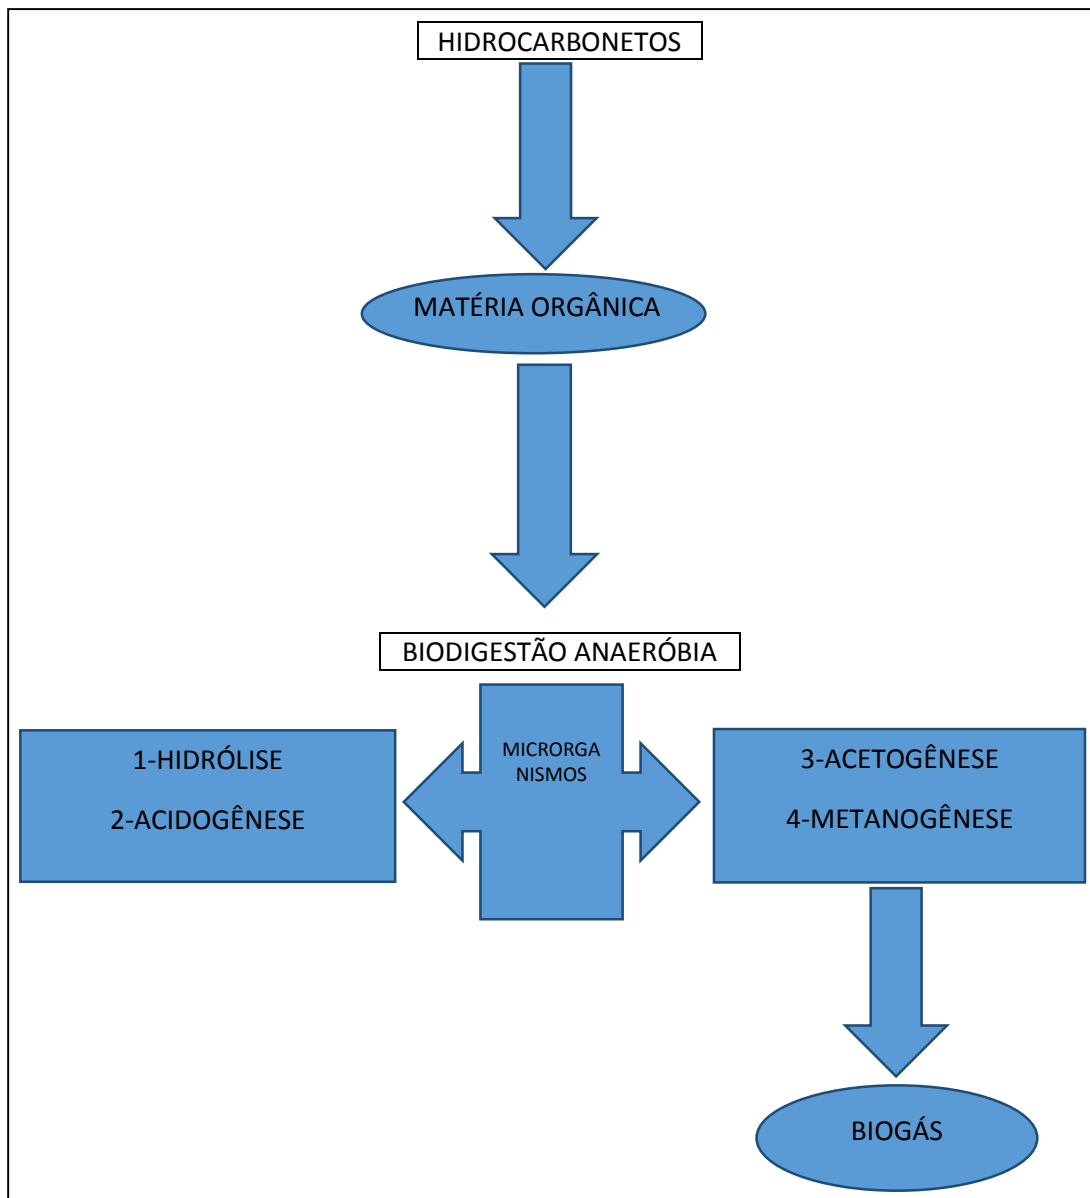 HIDROCARBONETOS
MATÉRIA ORGÂNICA
BIODIGESTÃO ANAERÓBIA
MICRORGA
NISMOS
1-HIDRÓLISE
2-ACIDOGÊNESE
3-ACETOGÊNESE
4-METANOGÊNESE
BIOGÁS